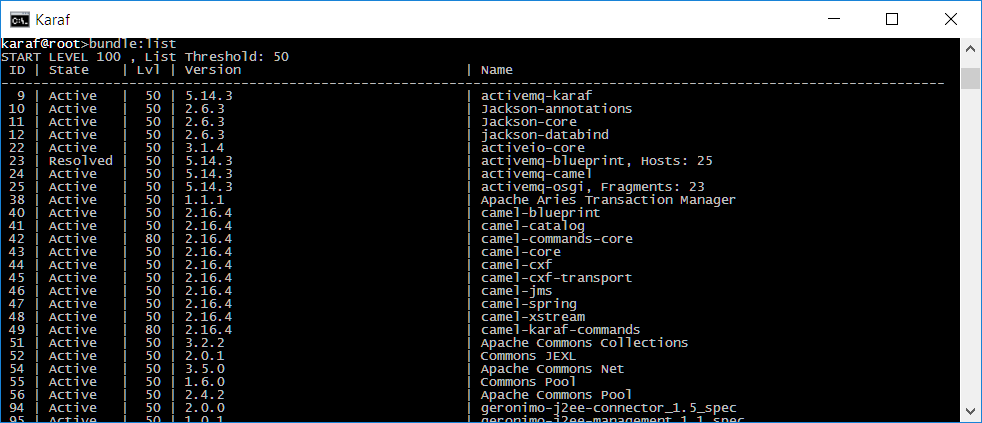 Karaf
karaf@root>bundle:list
START LEVEL 100 , List Threshold: 50
 ID | State    | Lvl | Version                            | Name
------------------------------------------------------------------------------------------------------------------
  9 | Active   |  50 | 5.14.3                             | activemq-karaf
 10 | Active   |  50 | 2.6.3                              | Jackson-annotations
 11 | Active   |  50 | 2.6.3                              | Jackson-core
 12 | Active   |  50 | 2.6.3                              | jackson-databind
 22 | Active   |  50 | 3.1.4                              | activeio-core
 23 | Resolved |  50 | 5.14.3                             | activemq-blueprint, Hosts: 25
 24 | Active   |  50 | 5.14.3                             | activemq-camel
 25 | Active   |  50 | 5.14.3                             | activemq-osgi, Fragments: 23
 38 | Active   |  50 | 1.1.1                              | Apache Aries Transaction Manager
 40 | Active   |  50 | 2.16.4                             | camel-blueprint
 41 | Active   |  50 | 2.16.4                             | camel-catalog
 42 | Active   |  80 | 2.16.4                             | camel-commands-core
 43 | Active   |  50 | 2.16.4                             | camel-core
 44 | Active   |  50 | 2.16.4                             | camel-cxf
 45 | Active   |  50 | 2.16.4                             | camel-cxf-transport
 46 | Active   |  50 | 2.16.4                             | camel-jms
 47 | Active   |  50 | 2.16.4                             | camel-spring
 48 | Active   |  50 | 2.16.4                             | camel-xstream
 49 | Active   |  80 | 2.16.4                             | camel-karaf-commands
 51 | Active   |  50 | 3.2.2                              | Apache Commons Collections
 52 | Active   |  50 | 2.0.1                              | Commons JEXL
 54 | Active   |  50 | 3.5.0                              | Apache Commons Net
 55 | Active   |  50 | 1.6.0                              | Commons Pool
 56 | Active   |  50 | 2.4.2                              | Apache Commons Pool
 94 | Active   |  50 | 2.0.0                              | geronimo-j2ee-connector_1.5_spec
 95 | Active   |  50 | 1.0.1                              | geronimo-j2ee-management_1.1_spec